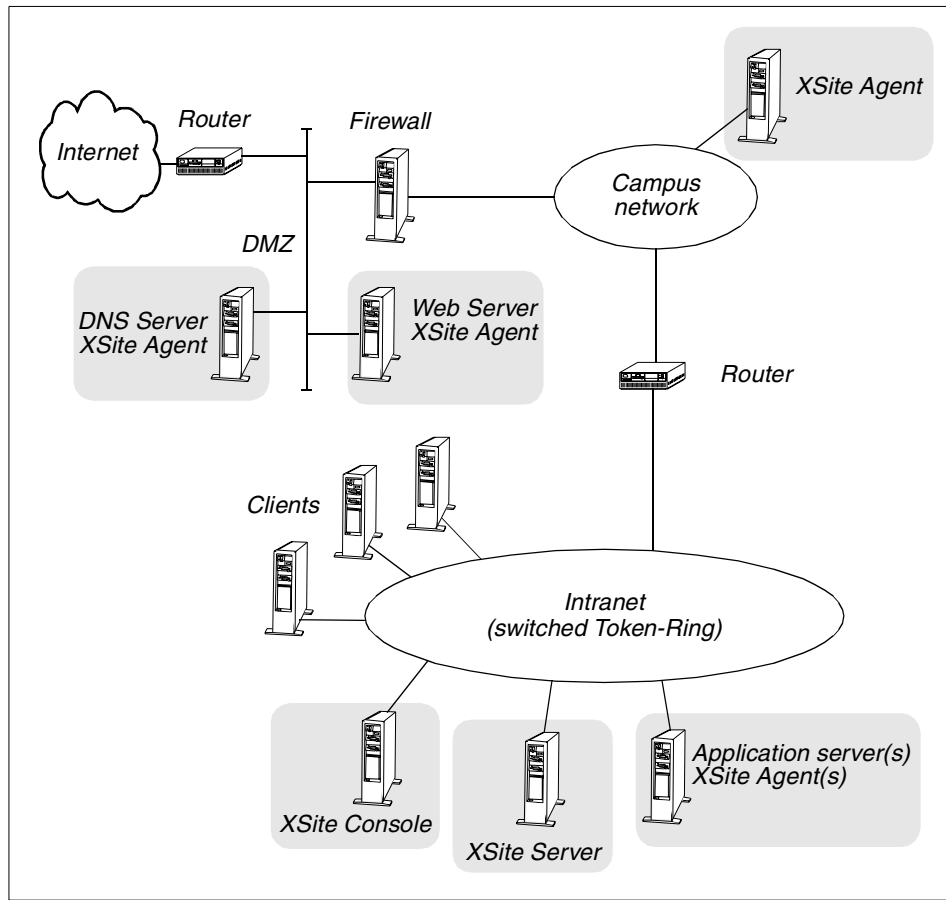 XSite Agent
Router
Firewall
Internet
Campus
network
DMZ
DNS Server
XSite Agent
Web Server
XSite Agent
Router
Clients
Intranet
(switched Token-Ring)
Application server(s)
XSite Agent(s)
XSite Console
XSite Server